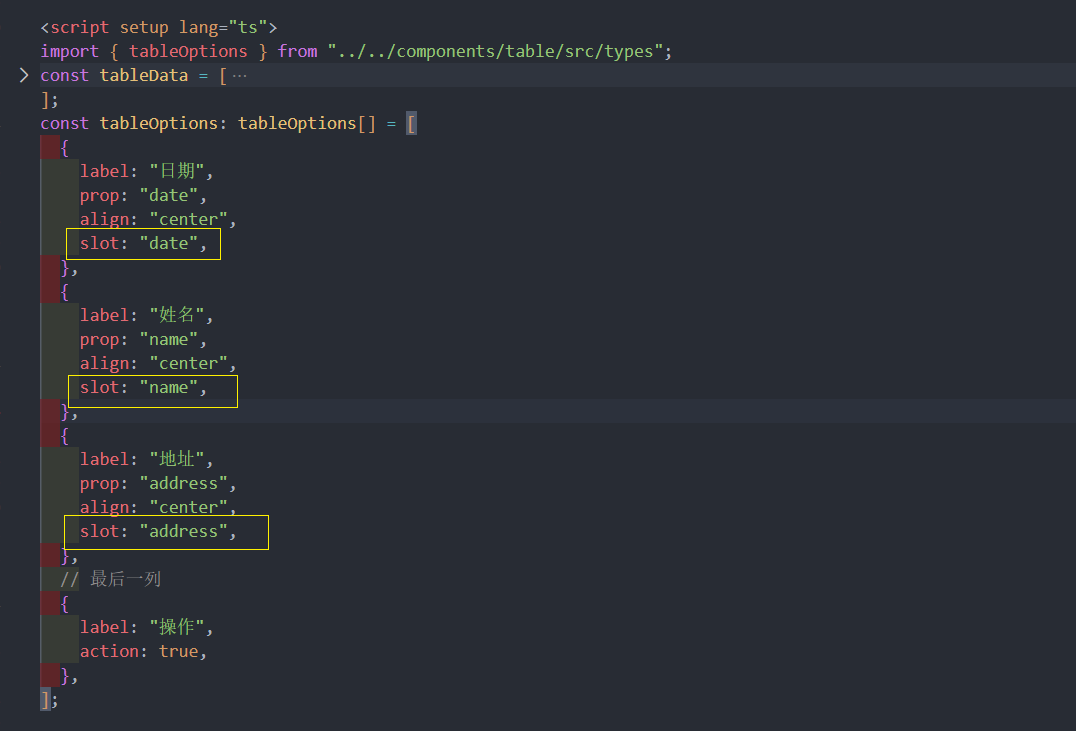 <script setup lang="ts">
import { tableOptions } from "../../components/table/src/types";
const tableData = [ ···
];
const tableOptions: tableOptions[] = [
  {
    label: "日期",
    prop: "date",
    align: "center",
    slot: "date",
  },
  {
    label: "姓名",
    prop: "name",
    align: "center",
    slot: "name",
  },
  {
    label: "地址",
    prop: "address",
    align: "center",
    slot: "address",
  },
  // 最后一列
  {
    label: "操作",
    action: true,
  },
];